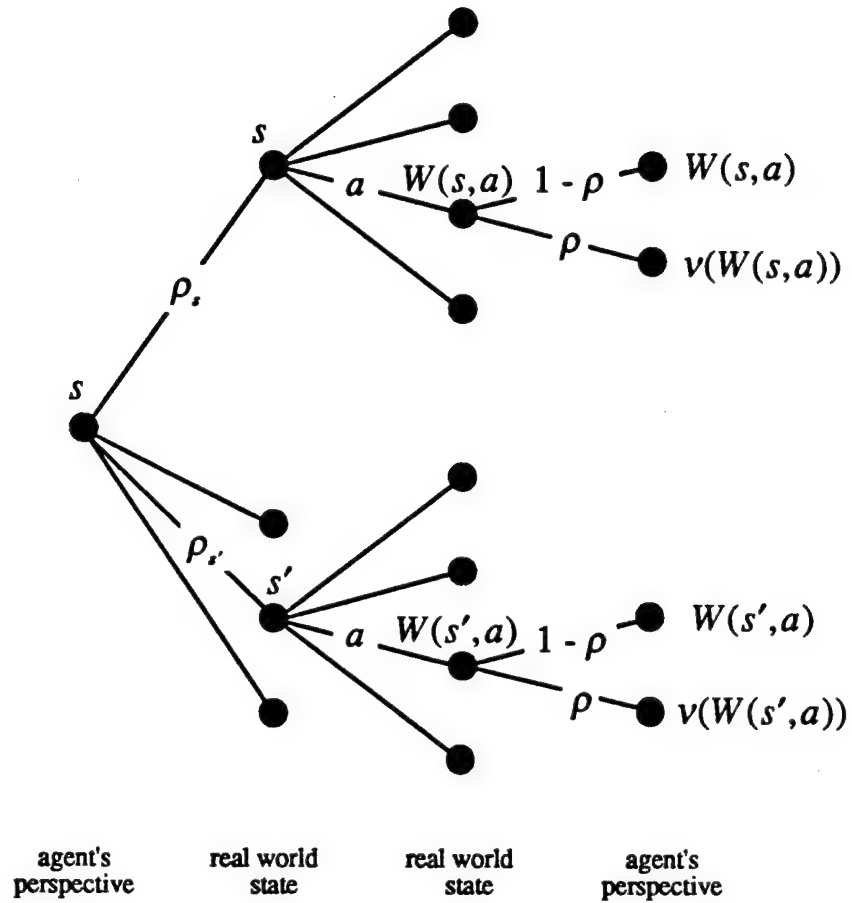 s
a
W(s,a)
1 - ρ
W(s,a)
ρ
ν(W(s,a))
ρₛ
s
ρₛ′
s′
a
W(s′,a)
1 - ρ
W(s′,a)
ρ
ν(W(s′,a))
agent's
perspective
real world
state
real world
state
agent's
perspective